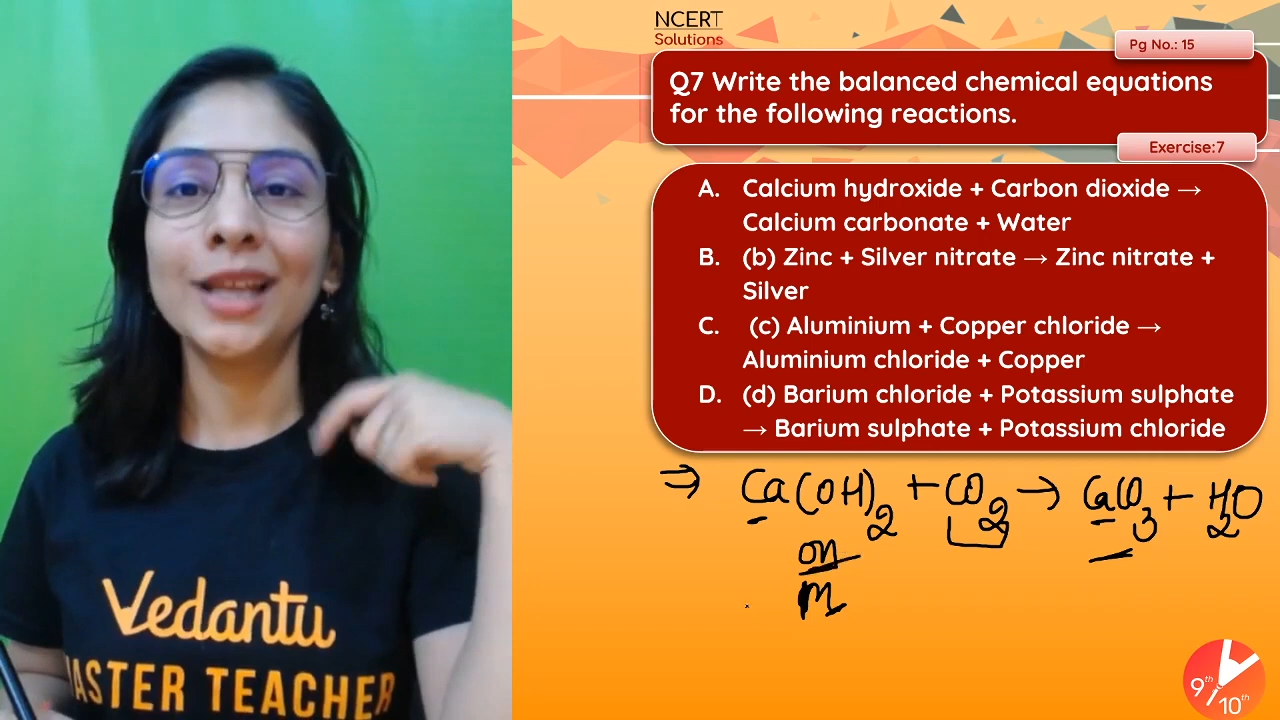 NCERT
Solutions
Pg No.: 15
Q7 Write the balanced chemical equations
for the following reactions.
Exercise:7
A. Calcium hydroxide + Carbon dioxide →
Calcium carbonate + Water
B. (b) Zinc + Silver nitrate → Zinc nitrate +
Silver
C. (c) Aluminium + Copper chloride →
Aluminium chloride + Copper
D. (d) Barium chloride + Potassium sulphate
→ Barium sulphate + Potassium chloride
⇒ Ca(OH)2 + CO2 → CaCO3 + H2O
Vedantu
MASTER TEACHER
9th/10th